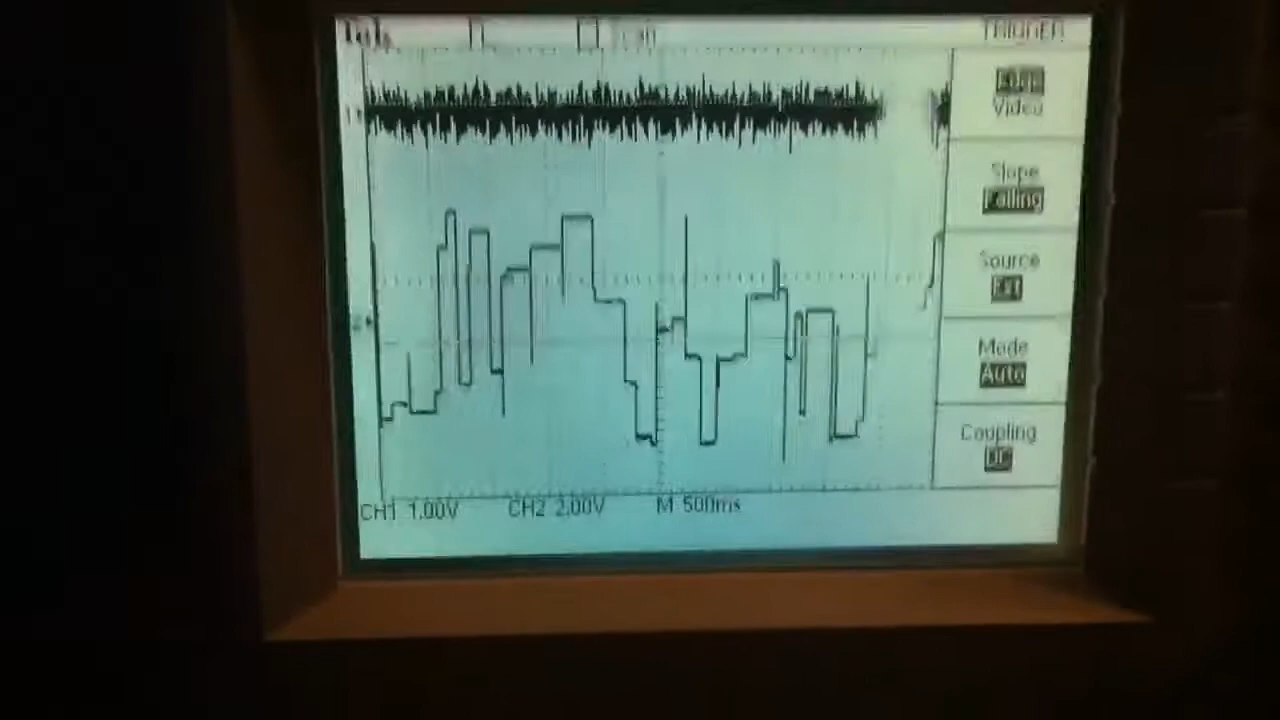 TRIGGER
Edge
Video
Slope
Falling
Source
Ext
Mode
Auto
Coupling
DC
CH1 1.00V CH2 2.00V M 500ms